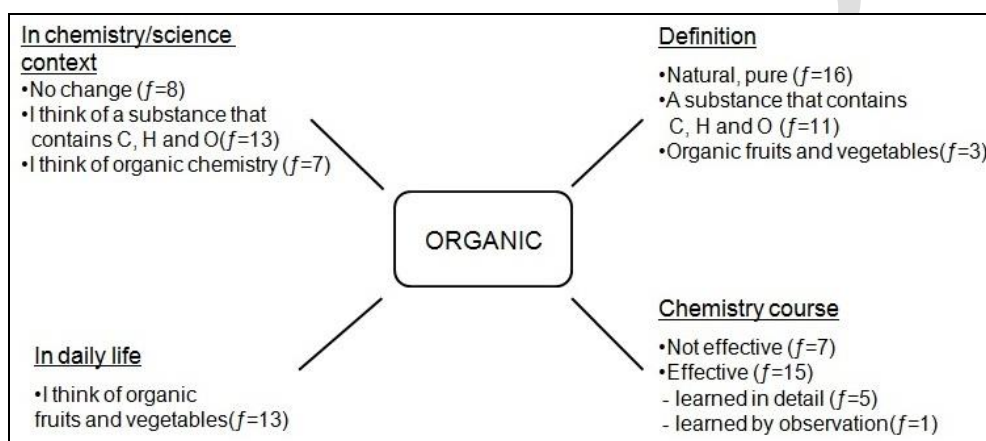 In chemistry/science
context
•No change (ƒ=8)
•I think of a substance that
contains C, H and O(ƒ=13)
•I think of organic chemistry (ƒ=7)
Definition
•Natural, pure (ƒ=16)
•A substance that contains
C, H and O (ƒ=11)
•Organic fruits and vegetables(ƒ=3)
ORGANIC
In daily life
•I think of organic
fruits and vegetables(ƒ=13)
Chemistry course
•Not effective (ƒ=7)
•Effective (ƒ=15)
- learned in detail (ƒ=5)
- learned by observation(ƒ=1)